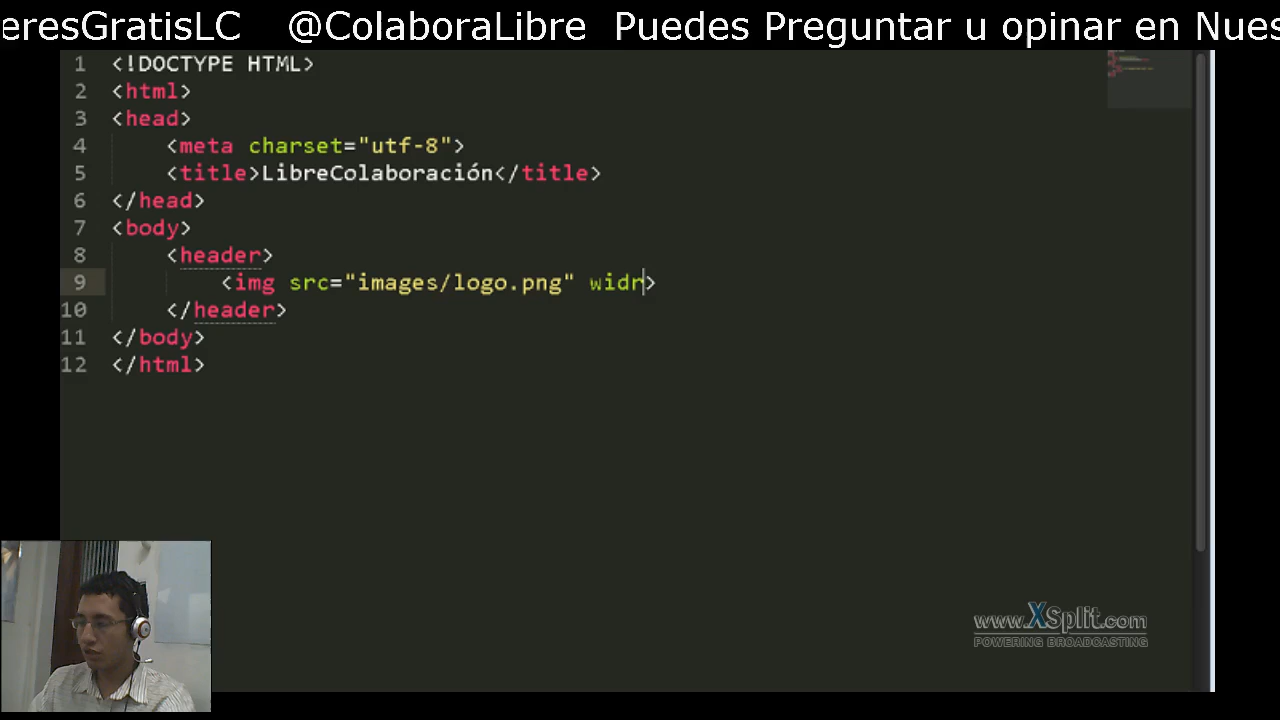 eresGratisLC @ColaboraLibre Puedes Preguntar u opinar en Nues
1 <!DOCTYPE HTML>
2 <html>
3 <head>
4 <meta charset="utf-8">
5 <title>LibreColaboración</title>
6 </head>
7 <body>
8 <header>
9 <img src="images/logo.png" widr>
10 </header>
11 </body>
12 </html>
www.XSplit.com
POWERING BROADCASTING